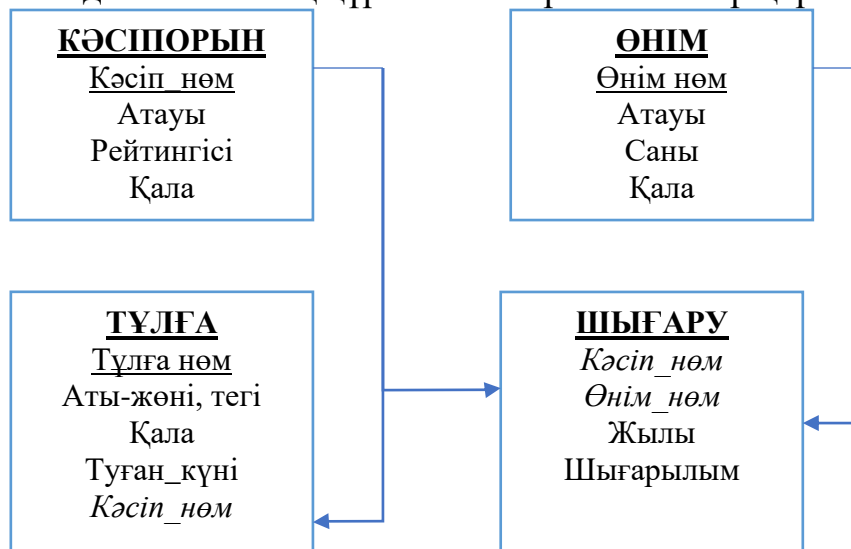 КӘСІПОРЫН
Кәсіп_нөм
Атауы
Рейтингісі
Қала
ӨНІМ
Өнім нөм
Атауы
Саны
Қала
ТҰЛҒА
Тұлға нөм
Аты-жөні, тегі
Қала
Туған_күні
Кәсіп_нөм
ШЫҒАРУ
Кәсіп_нөм
Өнім_нөм
Жылы
Шығарылым